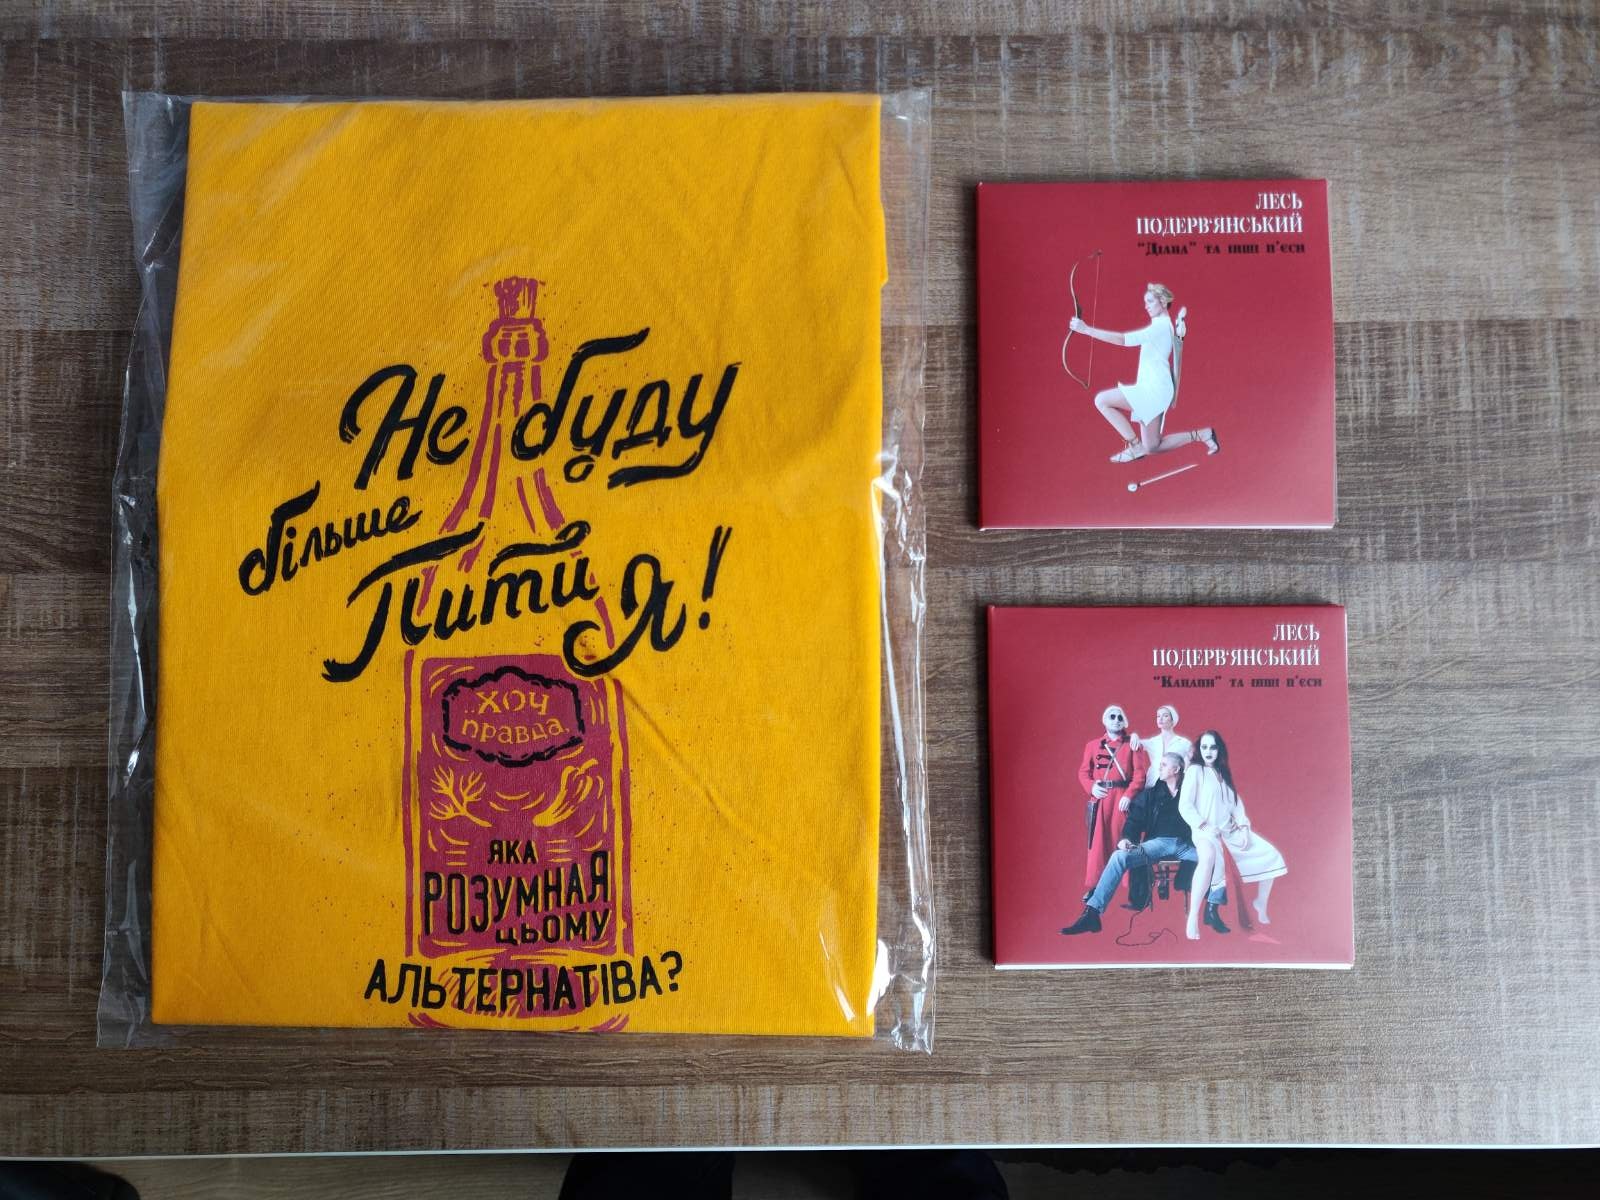 Не буду
більше
Пити Я!
...ХОЧ
правда,
ЯКА
РОЗУМНАЯ
ЦЬОМУ
АЛЬТЕРНАТІВА?
ЛЕСЬ
ПОДЕРВ'ЯНСЬКИЙ
"Діана" та інші п'єси
ЛЕСЬ
ПОДЕРВ'ЯНСЬКИЙ
"Кацапи" та інші п'єси